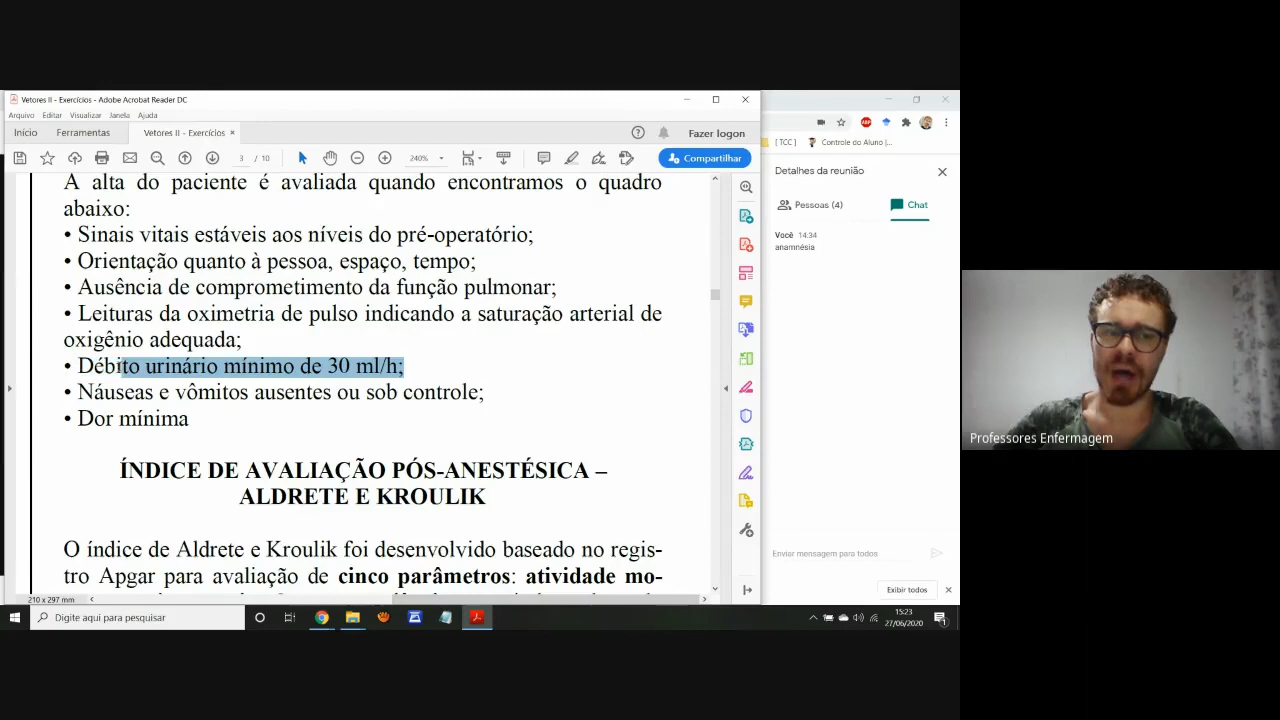 Vetores II - Exercícios - Adobe Acrobat Reader DC
Arquivo Editar Visualizar Janela Ajuda
Início Ferramentas Vetores II - Exercícios × Fazer logon
3 / 10 240% Compartilhar
A alta do paciente é avaliada quando encontramos o quadro
abaixo:
• Sinais vitais estáveis aos níveis do pré-operatório;
• Orientação quanto à pessoa, espaço, tempo;
• Ausência de comprometimento da função pulmonar;
• Leituras da oximetria de pulso indicando a saturação arterial de
oxigênio adequada;
• Débito urinário mínimo de 30 ml/h;
• Náuseas e vômitos ausentes ou sob controle;
• Dor mínima
ÍNDICE DE AVALIAÇÃO PÓS-ANESTÉSICA –
ALDRETE E KROULIK
O índice de Aldrete e Kroulik foi desenvolvido baseado no regis-
tro Apgar para avaliação de cinco parâmetros: atividade mo-
210 x 297 mm
ABP
[ TCC ] Controle do Aluno |...
Detalhes da reunião
Pessoas (4) Chat
Você 14:34
anamnésia
Enviar mensagem para todos
Exibir todos
Digite aqui para pesquisar
15:23
27/06/2020
1
Professores Enfermagem